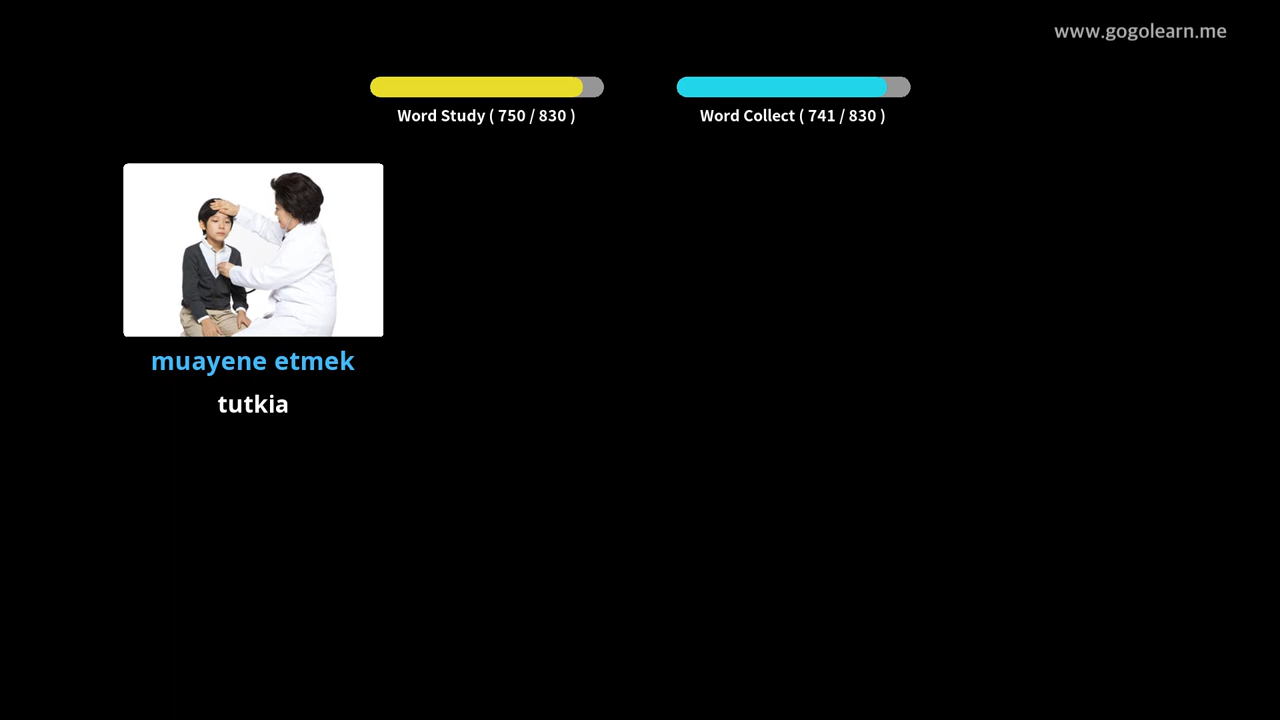 www.gogolearn.me
Word Study ( 750 / 830 )
Word Collect ( 741 / 830 )
muayene etmek
tutkia